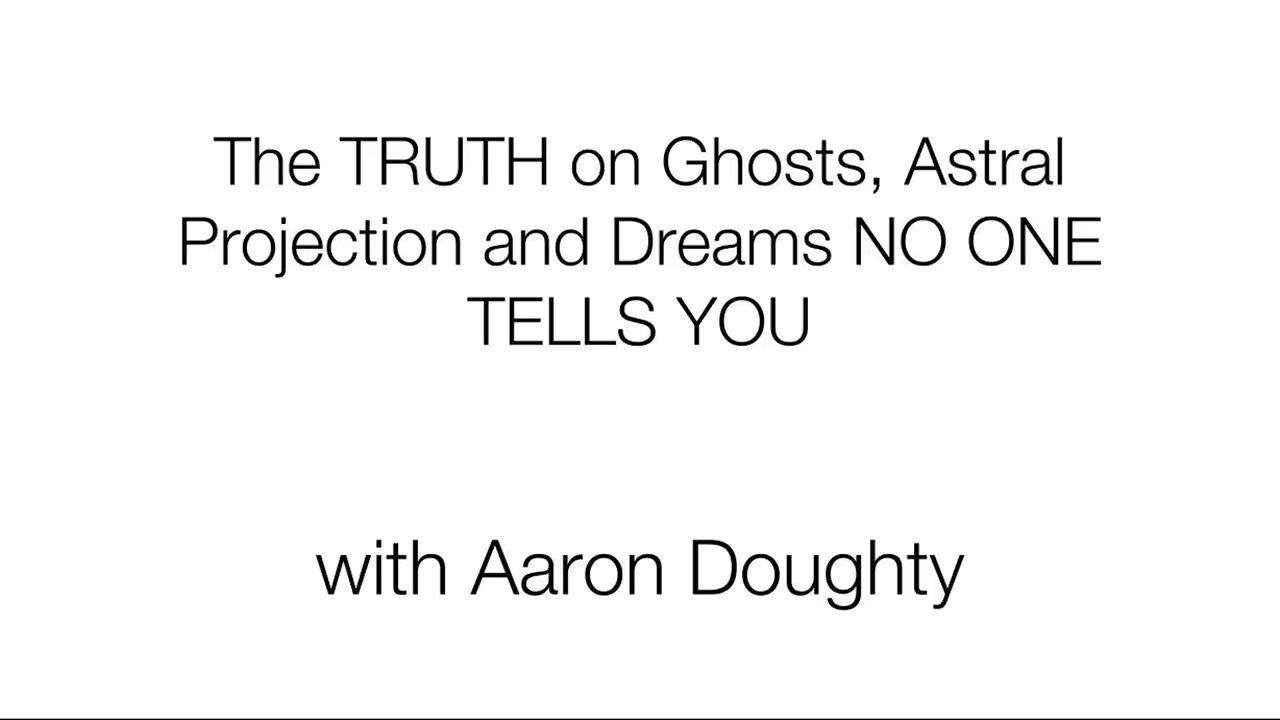 The TRUTH on Ghosts, Astral
Projection and Dreams NO ONE
TELLS YOU
with Aaron Doughty